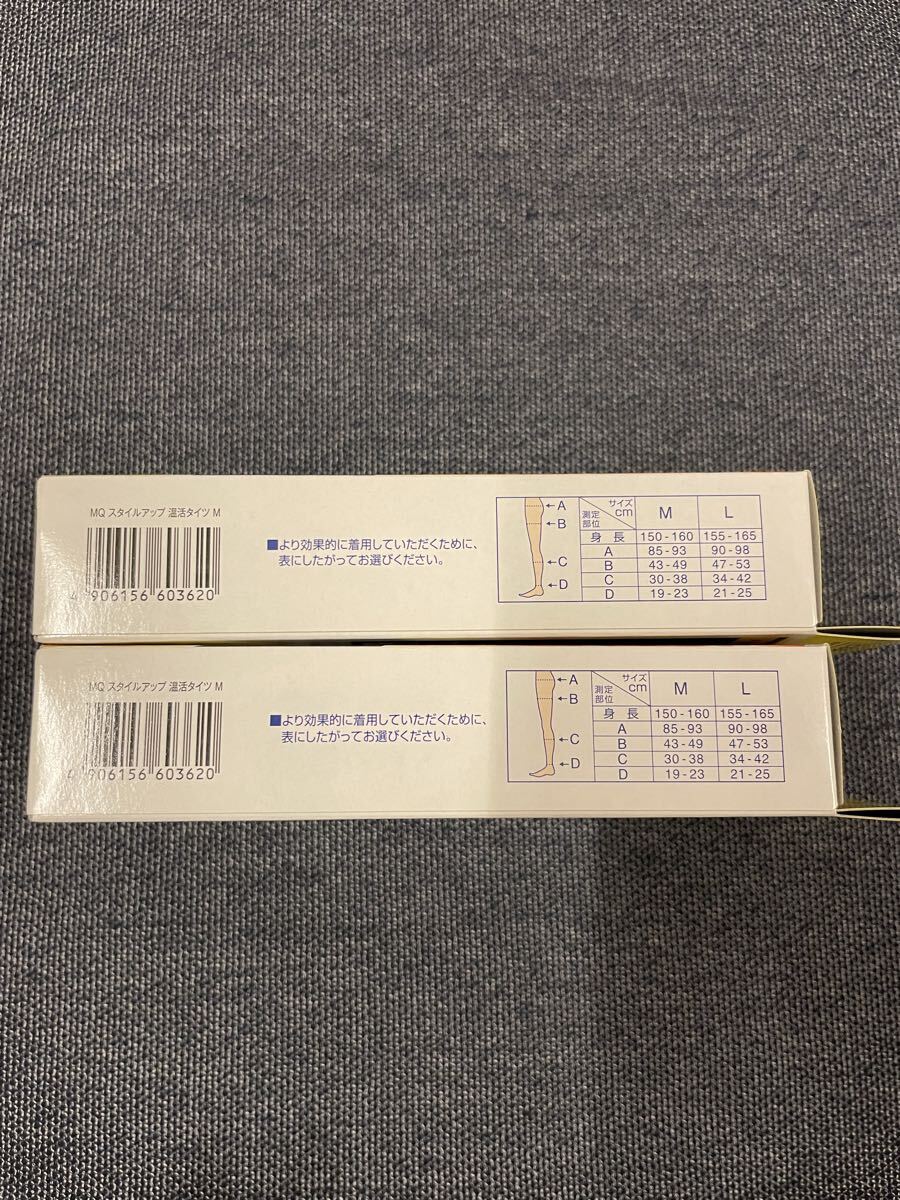 MQ スタイルアップ 温活タイツ M
4 906156 603620
■より効果的に着用していただくために、
表にしたがってお選びください。
A
B
C
D
サイズ cm 測定部位 M L
身長 150-160 155-165
A 85-93 90-98
B 43-49 47-53
C 30-38 34-42
D 19-23 21-25
MQ スタイルアップ 温活タイツ M
4 906156 603620
■より効果的に着用していただくために、
表にしたがってお選びください。
A
B
C
D
サイズ cm 測定部位 M L
身長 150-160 155-165
A 85-93 90-98
B 43-49 47-53
C 30-38 34-42
D 19-23 21-25